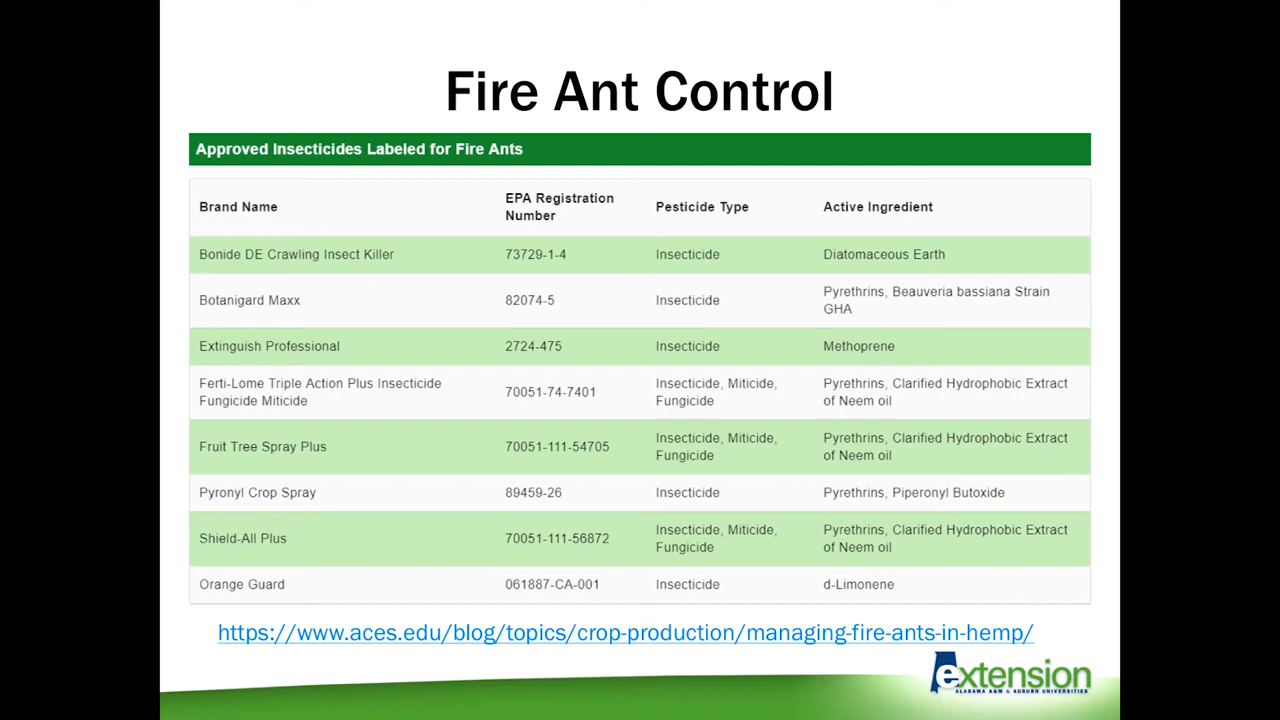 Fire Ant Control
Approved Insecticides Labeled for Fire Ants
Brand Name
EPA Registration
Number
Pesticide Type
Active Ingredient
Bonide DE Crawling Insect Killer
73729-1-4
Insecticide
Diatomaceous Earth
Botanigard Maxx
82074-5
Insecticide
Pyrethrins, Beauveria bassiana Strain
GHA
Extinguish Professional
2724-475
Insecticide
Methoprene
Ferti-Lome Triple Action Plus Insecticide
Fungicide Miticide
70051-74-7401
Insecticide, Miticide,
Fungicide
Pyrethrins, Clarified Hydrophobic Extract
of Neem oil
Fruit Tree Spray Plus
70051-111-54705
Insecticide, Miticide,
Fungicide
Pyrethrins, Clarified Hydrophobic Extract
of Neem oil
Pyronyl Crop Spray
89459-26
Insecticide
Pyrethrins, Piperonyl Butoxide
Shield-All Plus
70051-111-56872
Insecticide, Miticide,
Fungicide
Pyrethrins, Clarified Hydrophobic Extract
of Neem oil
Orange Guard
061887-CA-001
Insecticide
d-Limonene
https://www.aces.edu/blog/topics/crop-production/managing-fire-ants-in-hemp/
extension
ALABAMA A&M & AUBURN UNIVERSITIES